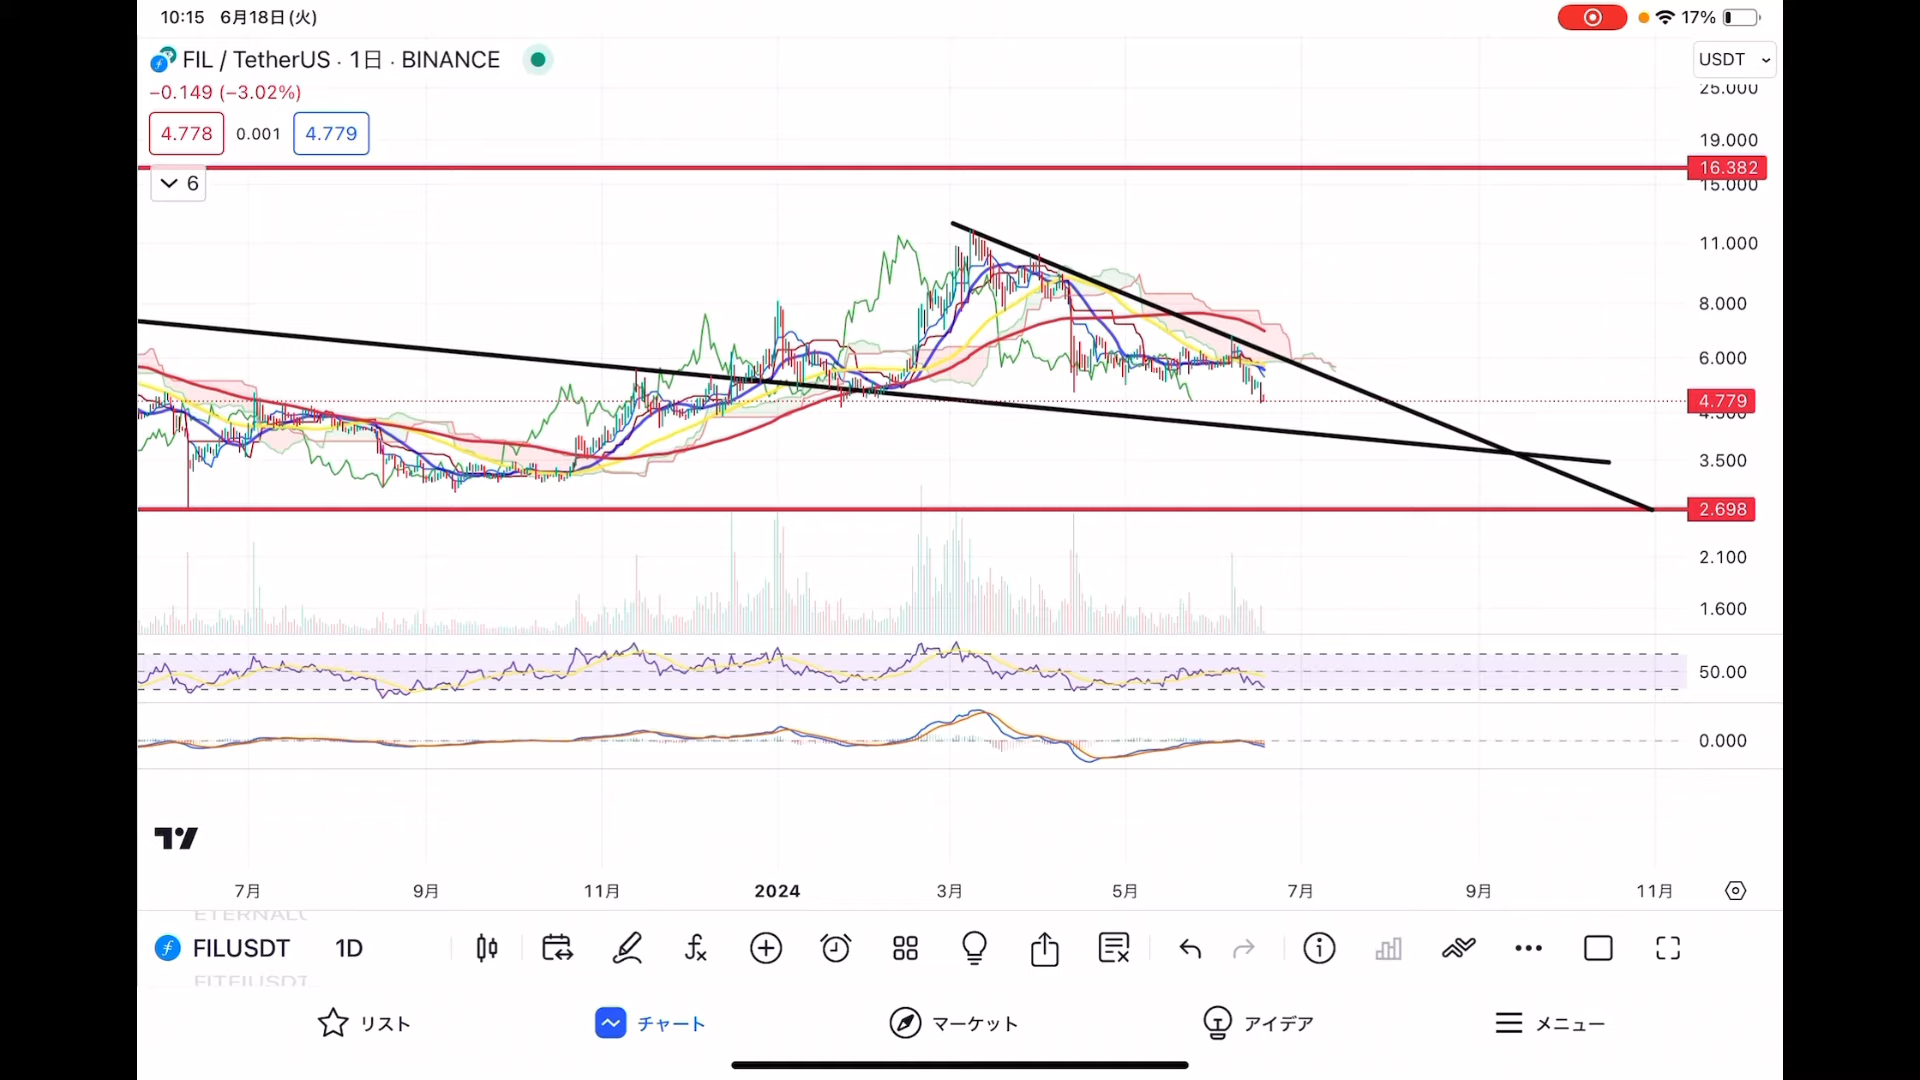 10:15 6月18日(火)
17%
FIL / TetherUS · 1日 · BINANCE
USDT
−0.149 (−3.02%)
4.778 0.001 4.779
6
25.000
19.000
16.382
15.000
11.000
8.000
6.000
4.779
4.500
3.500
2.698
2.100
1.600
50.00
0.000
7月 9月 11月 2024 3月 5月 7月 9月 11月
FILUSDT 1D
リスト チャート マーケット アイデア メニュー